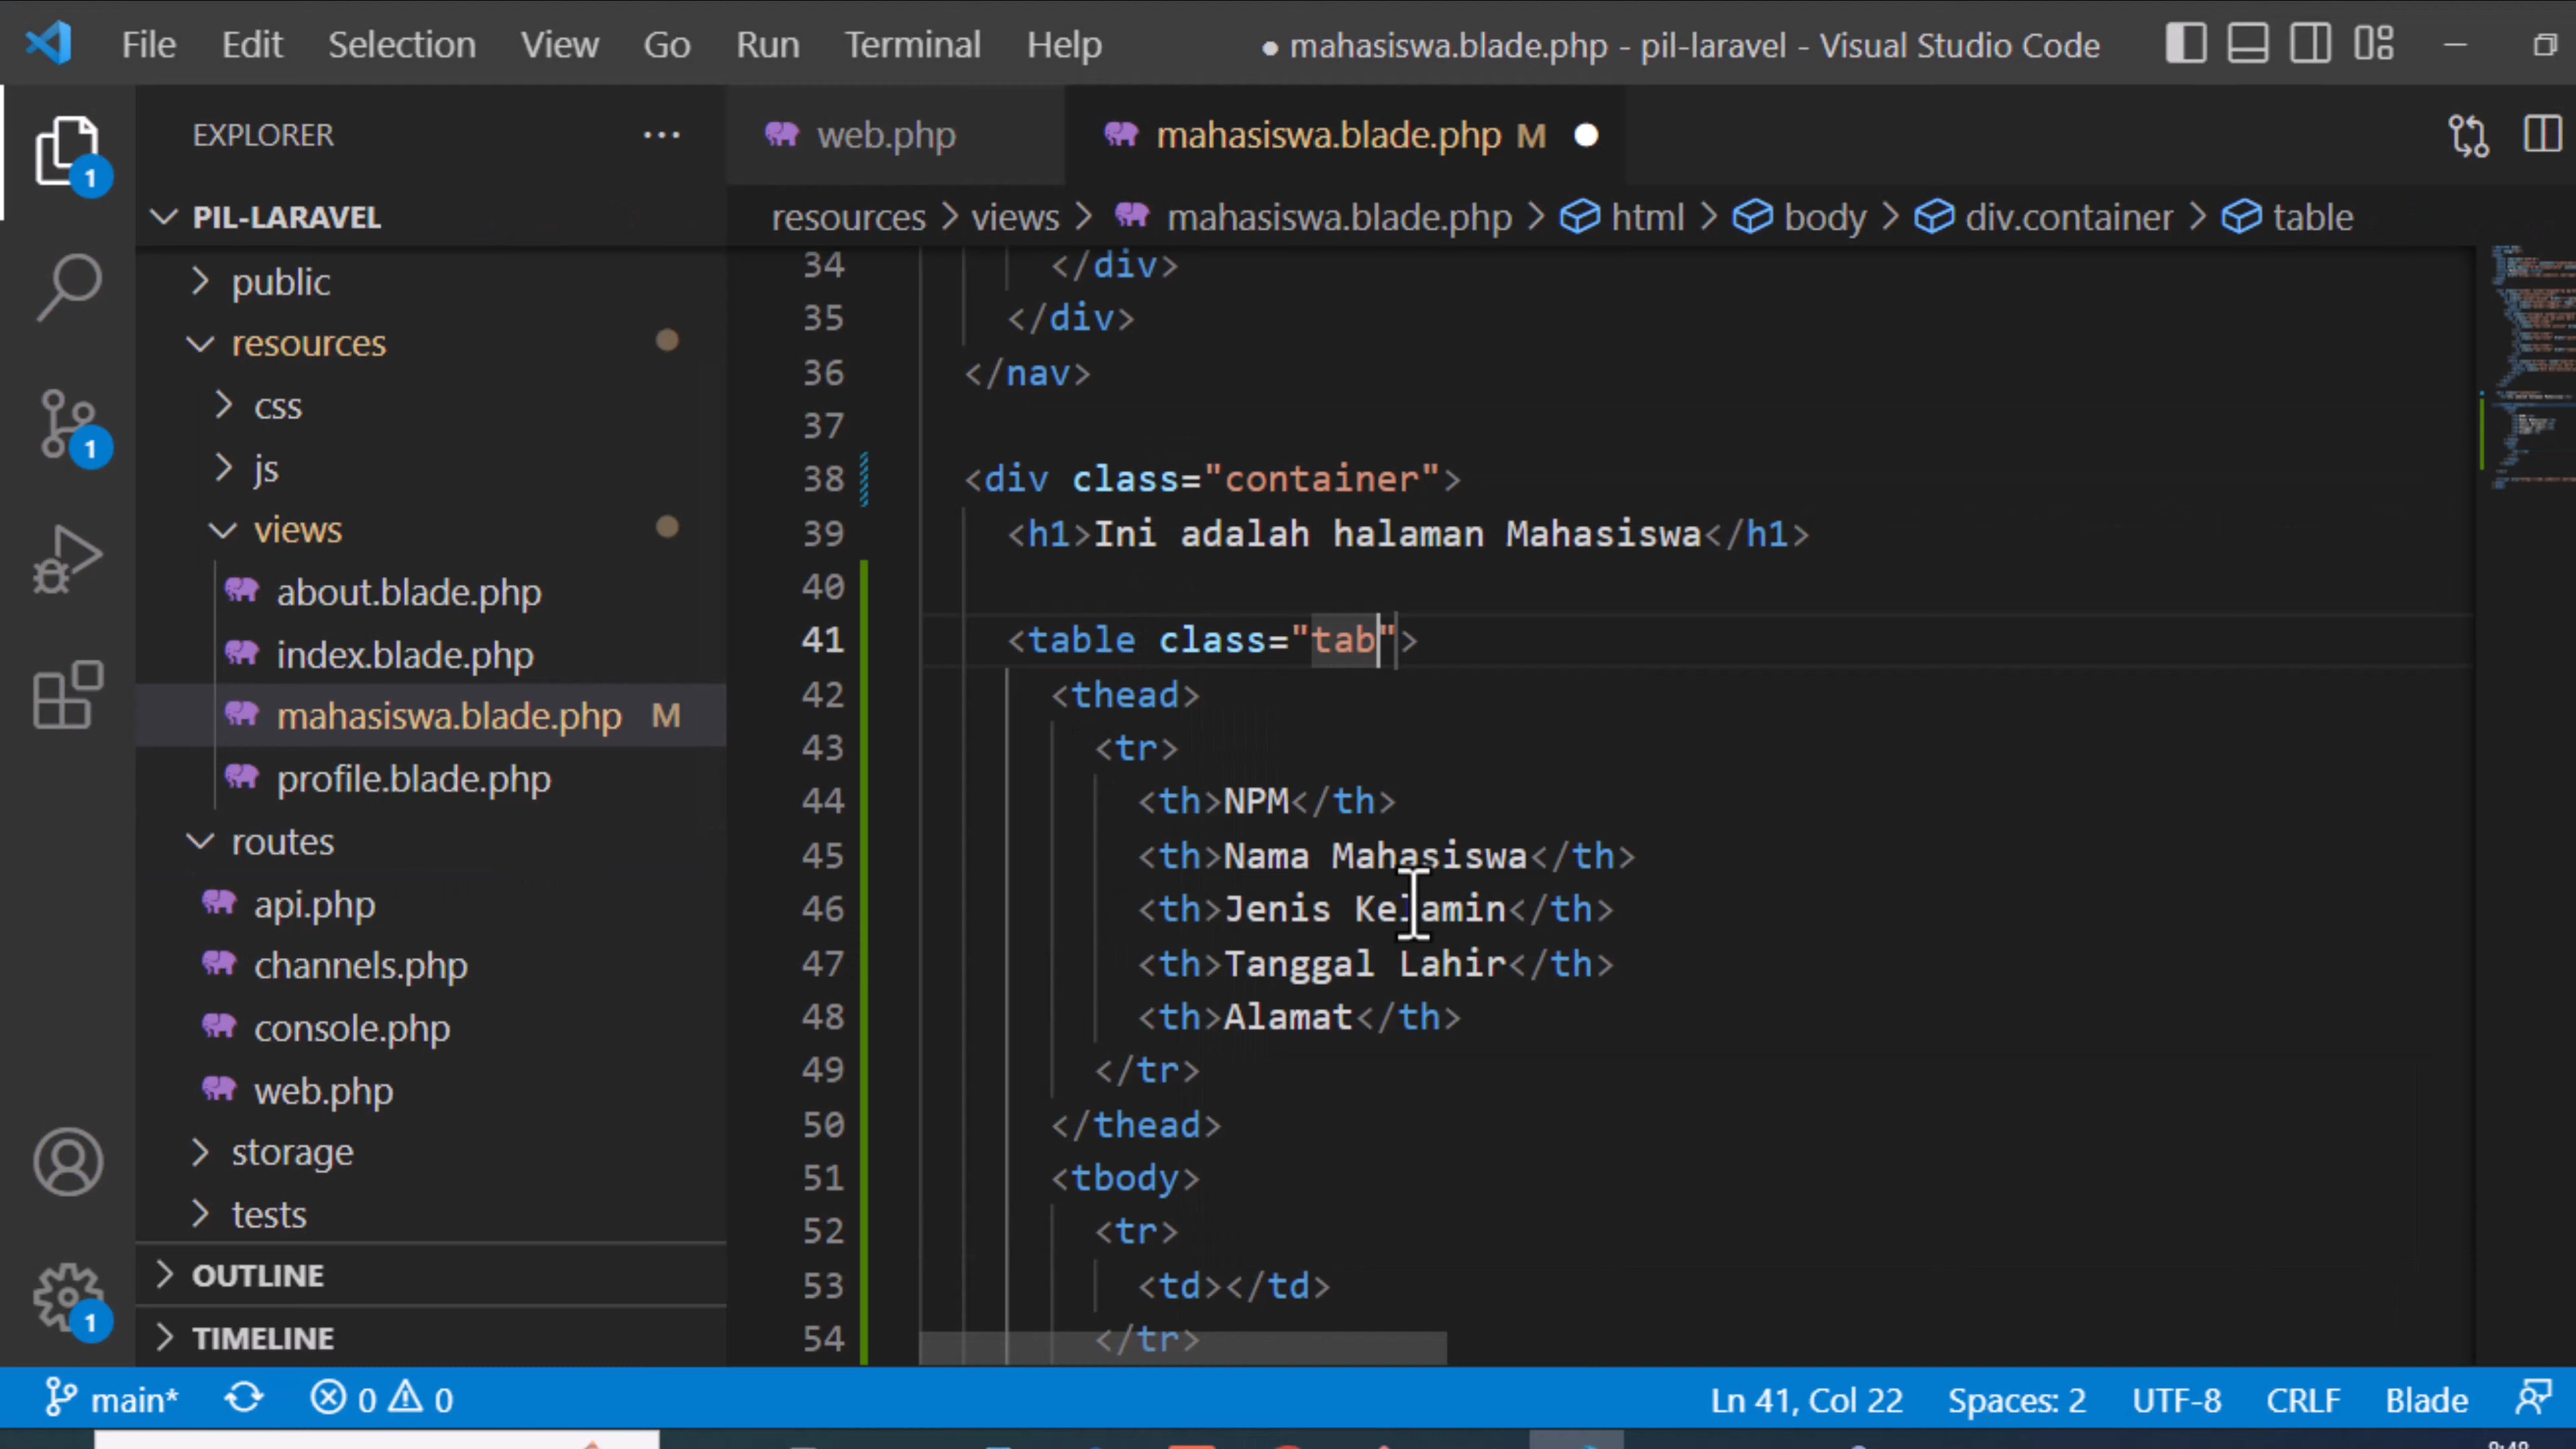 File Edit Selection View Go Run Terminal Help ● mahasiswa.blade.php - pil-laravel - Visual Studio Code
EXPLORER ···
web.php
mahasiswa.blade.php M
PIL-LARAVEL
resources > views > mahasiswa.blade.php > html > body > div.container > table
public
resources
css
js
views
about.blade.php
index.blade.php
mahasiswa.blade.php M
profile.blade.php
routes
api.php
channels.php
console.php
web.php
storage
tests
OUTLINE
TIMELINE
1
1
1
34 </div>
35 </div>
36 </nav>
37
38 <div class="container">
39 <h1>Ini adalah halaman Mahasiswa</h1>
40
41 <table class="tab">
42 <thead>
43 <tr>
44 <th>NPM</th>
45 <th>Nama Mahasiswa</th>
46 <th>Jenis Kelamin</th>
47 <th>Tanggal Lahir</th>
48 <th>Alamat</th>
49 </tr>
50 </thead>
51 <tbody>
52 <tr>
53 <td></td>
54 </tr>
main* 0 0 Ln 41, Col 22 Spaces: 2 UTF-8 CRLF Blade